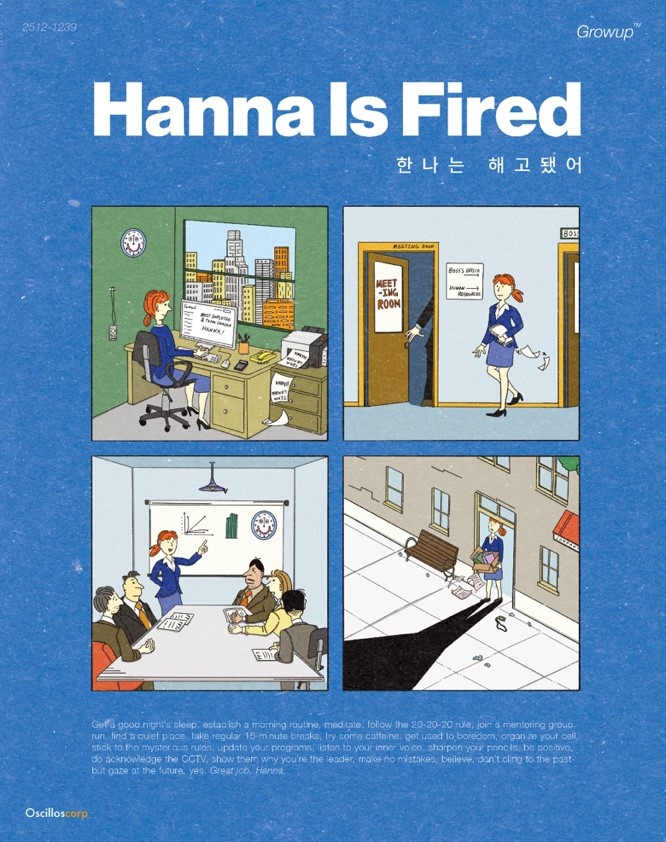 2512-1239
Growup™
Hanna Is Fired
한나는 해고됐어
BEST EMPLOYEE
& TEAM LEADER
HANNA!
MEETING ROOM
MEET
-ING
ROOM
BOSS'S OFFICE
HUMAN
RESOURCES
BOSS
Get a good night's sleep, establish a morning routine, meditate, follow the 20-20-20 rule, join a mentoring group,
run, find a quiet place, take regular 15-minute breaks, try some caffeine, get used to boredom, organize your cell,
stick to the mysterious rules, update your programs, listen to your inner voice, sharpen your pencils, be positive,
do acknowledge the CCTV, show them why you're the leader, make no mistakes, believe, don't cling to the past-
but gaze at the future, yes. Great job, Hanna.
Oscilloscorp